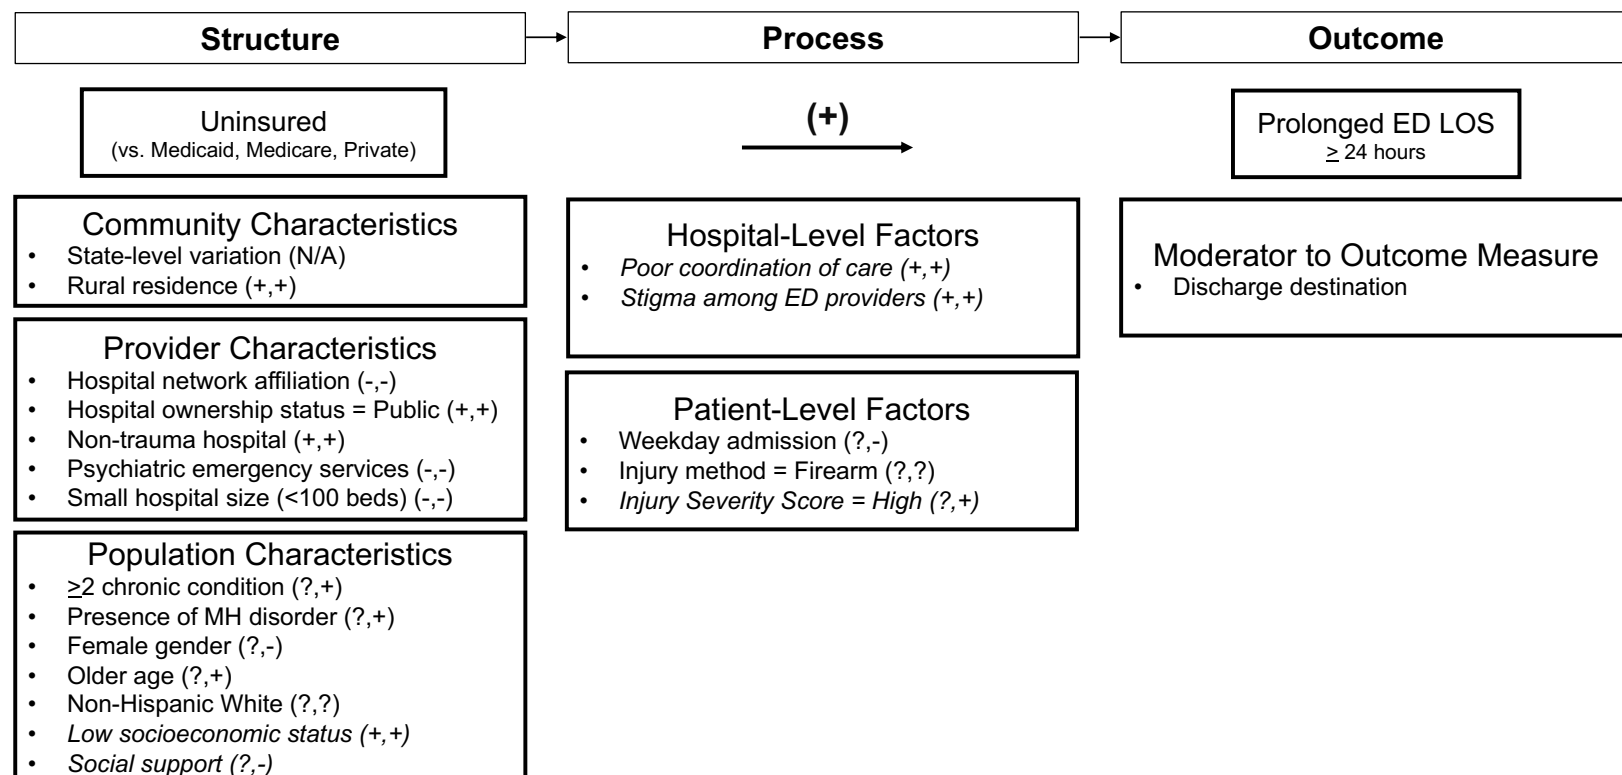 Structure
Process
Outcome
Uninsured
(vs. Medicaid, Medicare, Private)
(+)
Prolonged ED LOS
≥ 24 hours
Community Characteristics
• State-level variation (N/A)
• Rural residence (+,+)
Provider Characteristics
• Hospital network affiliation (-,-)
• Hospital ownership status = Public (+,+)
• Non-trauma hospital (+,+)
• Psychiatric emergency services (-,-)
• Small hospital size (<100 beds) (-,-)
Population Characteristics
• ≥2 chronic condition (?,+)
• Presence of MH disorder (?,+)
• Female gender (?,-)
• Older age (?,+)
• Non-Hispanic White (?,?)
• Low socioeconomic status (+,+)
• Social support (?,-)
Hospital-Level Factors
• Poor coordination of care (+,+)
• Stigma among ED providers (+,+)
Patient-Level Factors
• Weekday admission (?,-)
• Injury method = Firearm (?,?)
• Injury Severity Score = High (?,+)
Moderator to Outcome Measure
• Discharge destination